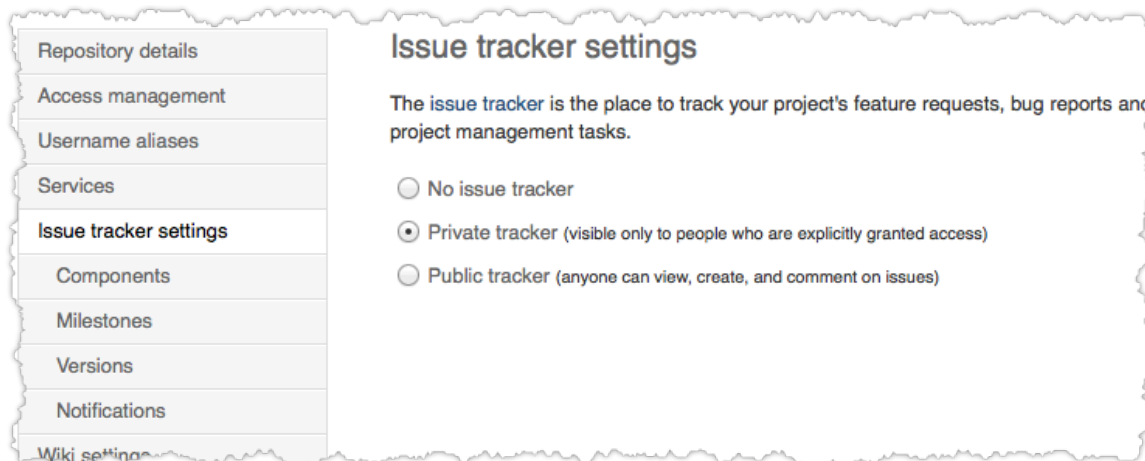 Repository details
Access management
Username aliases
Services
Issue tracker settings
Components
Milestones
Versions
Notifications
Wiki settings
Issue tracker settings
The issue tracker is the place to track your project's feature requests, bug reports and
project management tasks.
No issue tracker
Private tracker (visible only to people who are explicitly granted access)
Public tracker (anyone can view, create, and comment on issues)